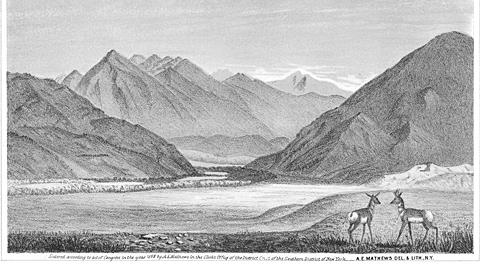 Entered according to act of Congress in the year 1868 by A.E. Mathews in the Clerks Office of the District Court of the Southern District of New York. A.E. MATHEWS DEL. & LITH, N.Y.